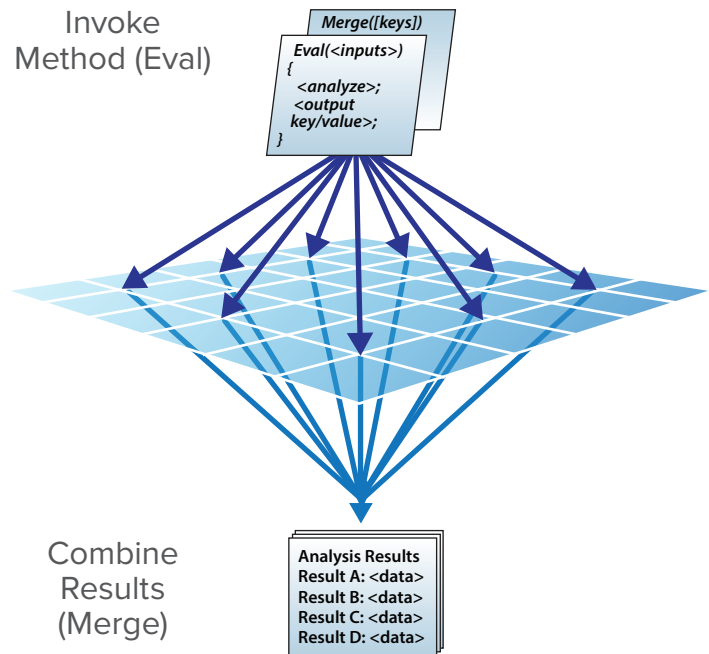 Invoke
Method (Eval)
Merge([keys])
Eval(<inputs>)
{
<analyze>;
<output
key/value>;
}
Combine
Results
(Merge)
Analysis Results
Result A: <data>
Result B: <data>
Result C: <data>
Result D: <data>